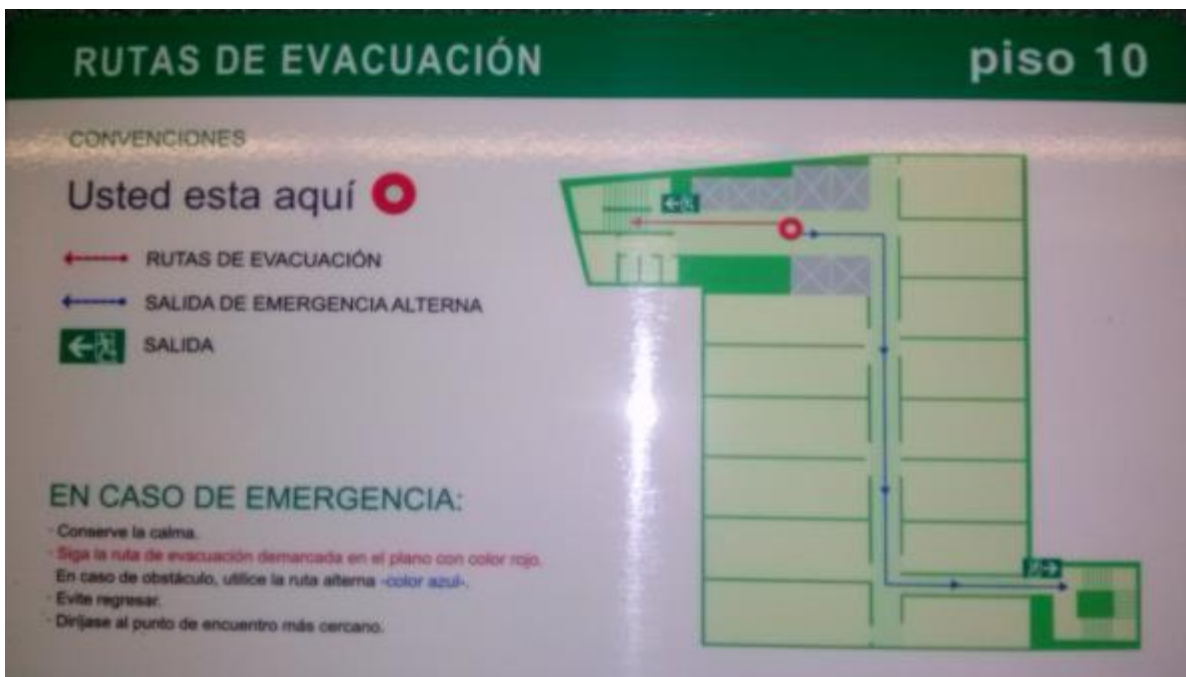 RUTAS DE EVACUACIÓN
piso 10
CONVENCIONES
Usted esta aquí
RUTAS DE EVACUACIÓN
SALIDA DE EMERGENCIA ALTERNA
SALIDA
EN CASO DE EMERGENCIA:
· Conserve la calma.
· Siga la ruta de evacuación demarcada en el plano con color rojo.
En caso de obstáculo, utilice la ruta alterna -color azul-.
· Evite regresar.
· Diríjase al punto de encuentro más cercano.